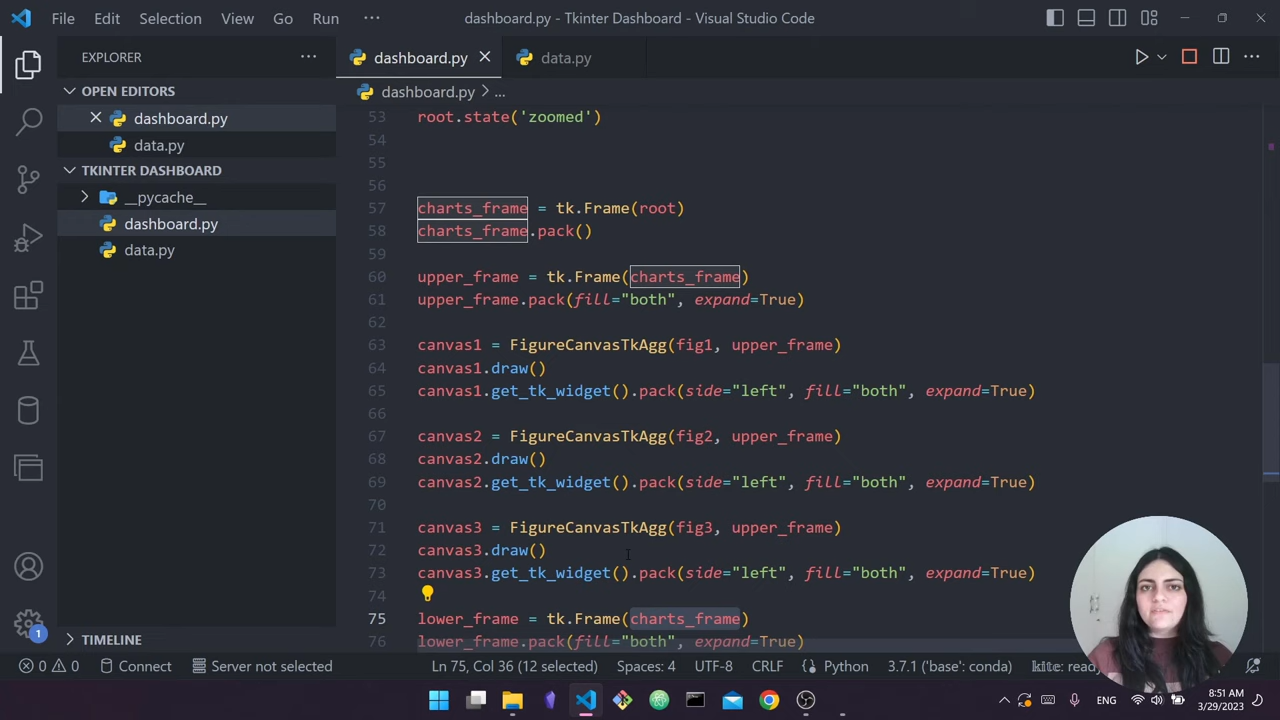 File Edit Selection View Go Run ··· dashboard.py - Tkinter Dashboard - Visual Studio Code
EXPLORER ···
dashboard.py
data.py
OPEN EDITORS
dashboard.py > ...
dashboard.py
data.py
TKINTER DASHBOARD
__pycache__
dashboard.py
data.py
53 root.state('zoomed')
54
55
56
57 charts_frame = tk.Frame(root)
58 charts_frame.pack()
59
60 upper_frame = tk.Frame(charts_frame)
61 upper_frame.pack(fill="both", expand=True)
62
63 canvas1 = FigureCanvasTkAgg(fig1, upper_frame)
64 canvas1.draw()
65 canvas1.get_tk_widget().pack(side="left", fill="both", expand=True)
66
67 canvas2 = FigureCanvasTkAgg(fig2, upper_frame)
68 canvas2.draw()
69 canvas2.get_tk_widget().pack(side="left", fill="both", expand=True)
70
71 canvas3 = FigureCanvasTkAgg(fig3, upper_frame)
72 canvas3.draw()
73 canvas3.get_tk_widget().pack(side="left", fill="both", expand=True)
74
75 lower_frame = tk.Frame(charts_frame)
76 lower_frame.pack(fill="both", expand=True)
TIMELINE
1
0 0 Connect Server not selected Ln 75, Col 36 (12 selected) Spaces: 4 UTF-8 CRLF Python 3.7.1 ('base': conda) kite: ready
ENG 8:51 AM
3/29/2023